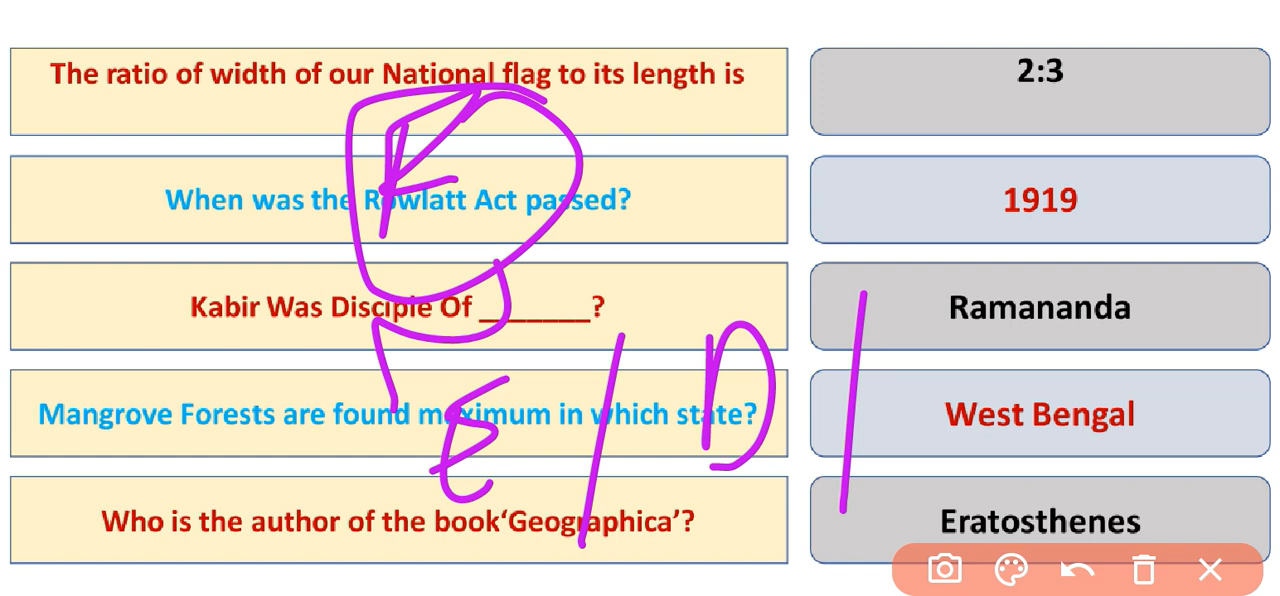 The ratio of width of our National flag to its length is
2:3
When was the Rowlatt Act passed?
1919
Kabir Was Disciple Of _______?
Ramananda
Mangrove Forests are found maximum in which state?
West Bengal
Who is the author of the book‘Geographica’?
Eratosthenes